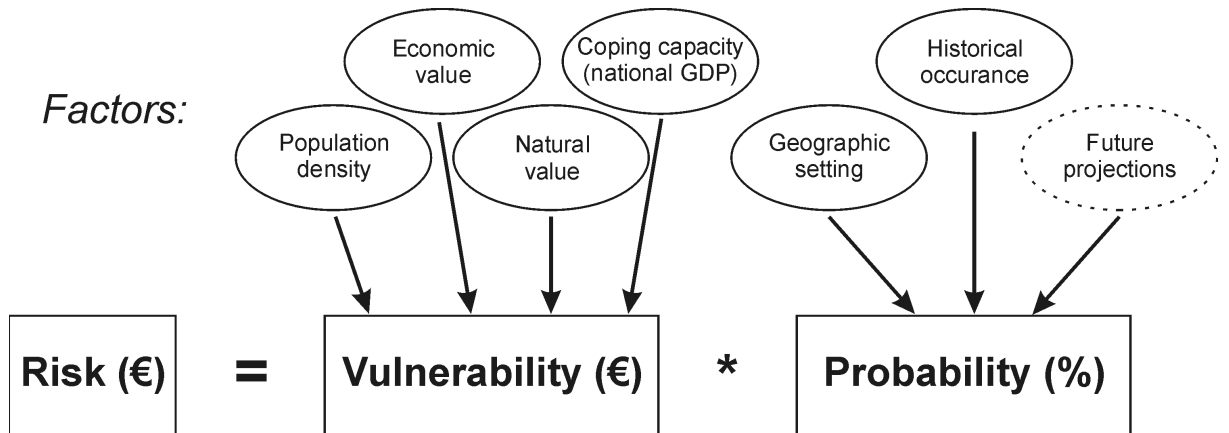 Factors:
Population
density
Economic
value
Natural
value
Coping capacity
(national GDP)
Geographic
setting
Historical
occurance
Future
projections
Risk (€)
=
Vulnerability (€)
*
Probability (%)